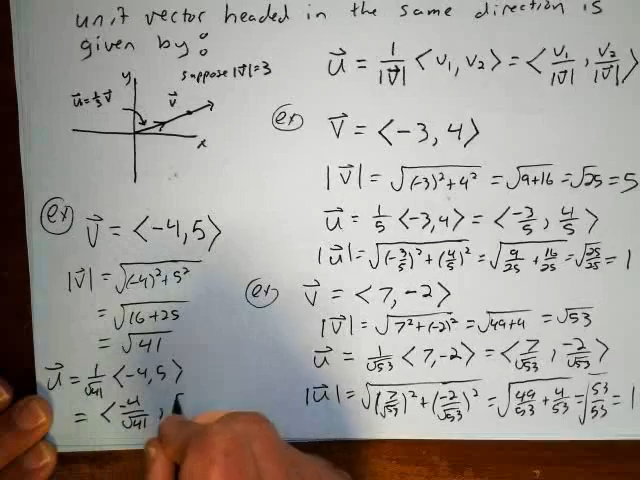 unit vector headed in the same direction is
given by:
u⃗ = 1/|v⃗| <v₁, v₂> = <v₁/|v⃗|, v₂/|v⃗|>
y
suppose |v⃗|=3
u⃗=⅓v⃗
v⃗
x
ex
v⃗ = <-3, 4>
|v⃗| = √((-3)²+4²) = √(9+16) = √25 = 5
u⃗ = 1/5 <-3,4> = <-3/5, 4/5>
|u⃗| = √((-3/5)²+(4/5)²) = √(9/25 + 16/25) = √(25/25) = 1
ex
v⃗ = <-4,5>
|v⃗| = √((-4)²+5²)
= √(16+25)
= √41
u⃗ = 1/√41 <-4,5>
= <-4/√41,
ex
v⃗ = <7,-2>
|v⃗| = √(7²+(-2)²) = √(49+4) = √53
u⃗ = 1/√53 <7,-2> = <7/√53, -2/√53>
|u⃗| = √((7/√53)²+(-2/√53)²) = √(49/53 + 4/53) = √(53/53) = 1